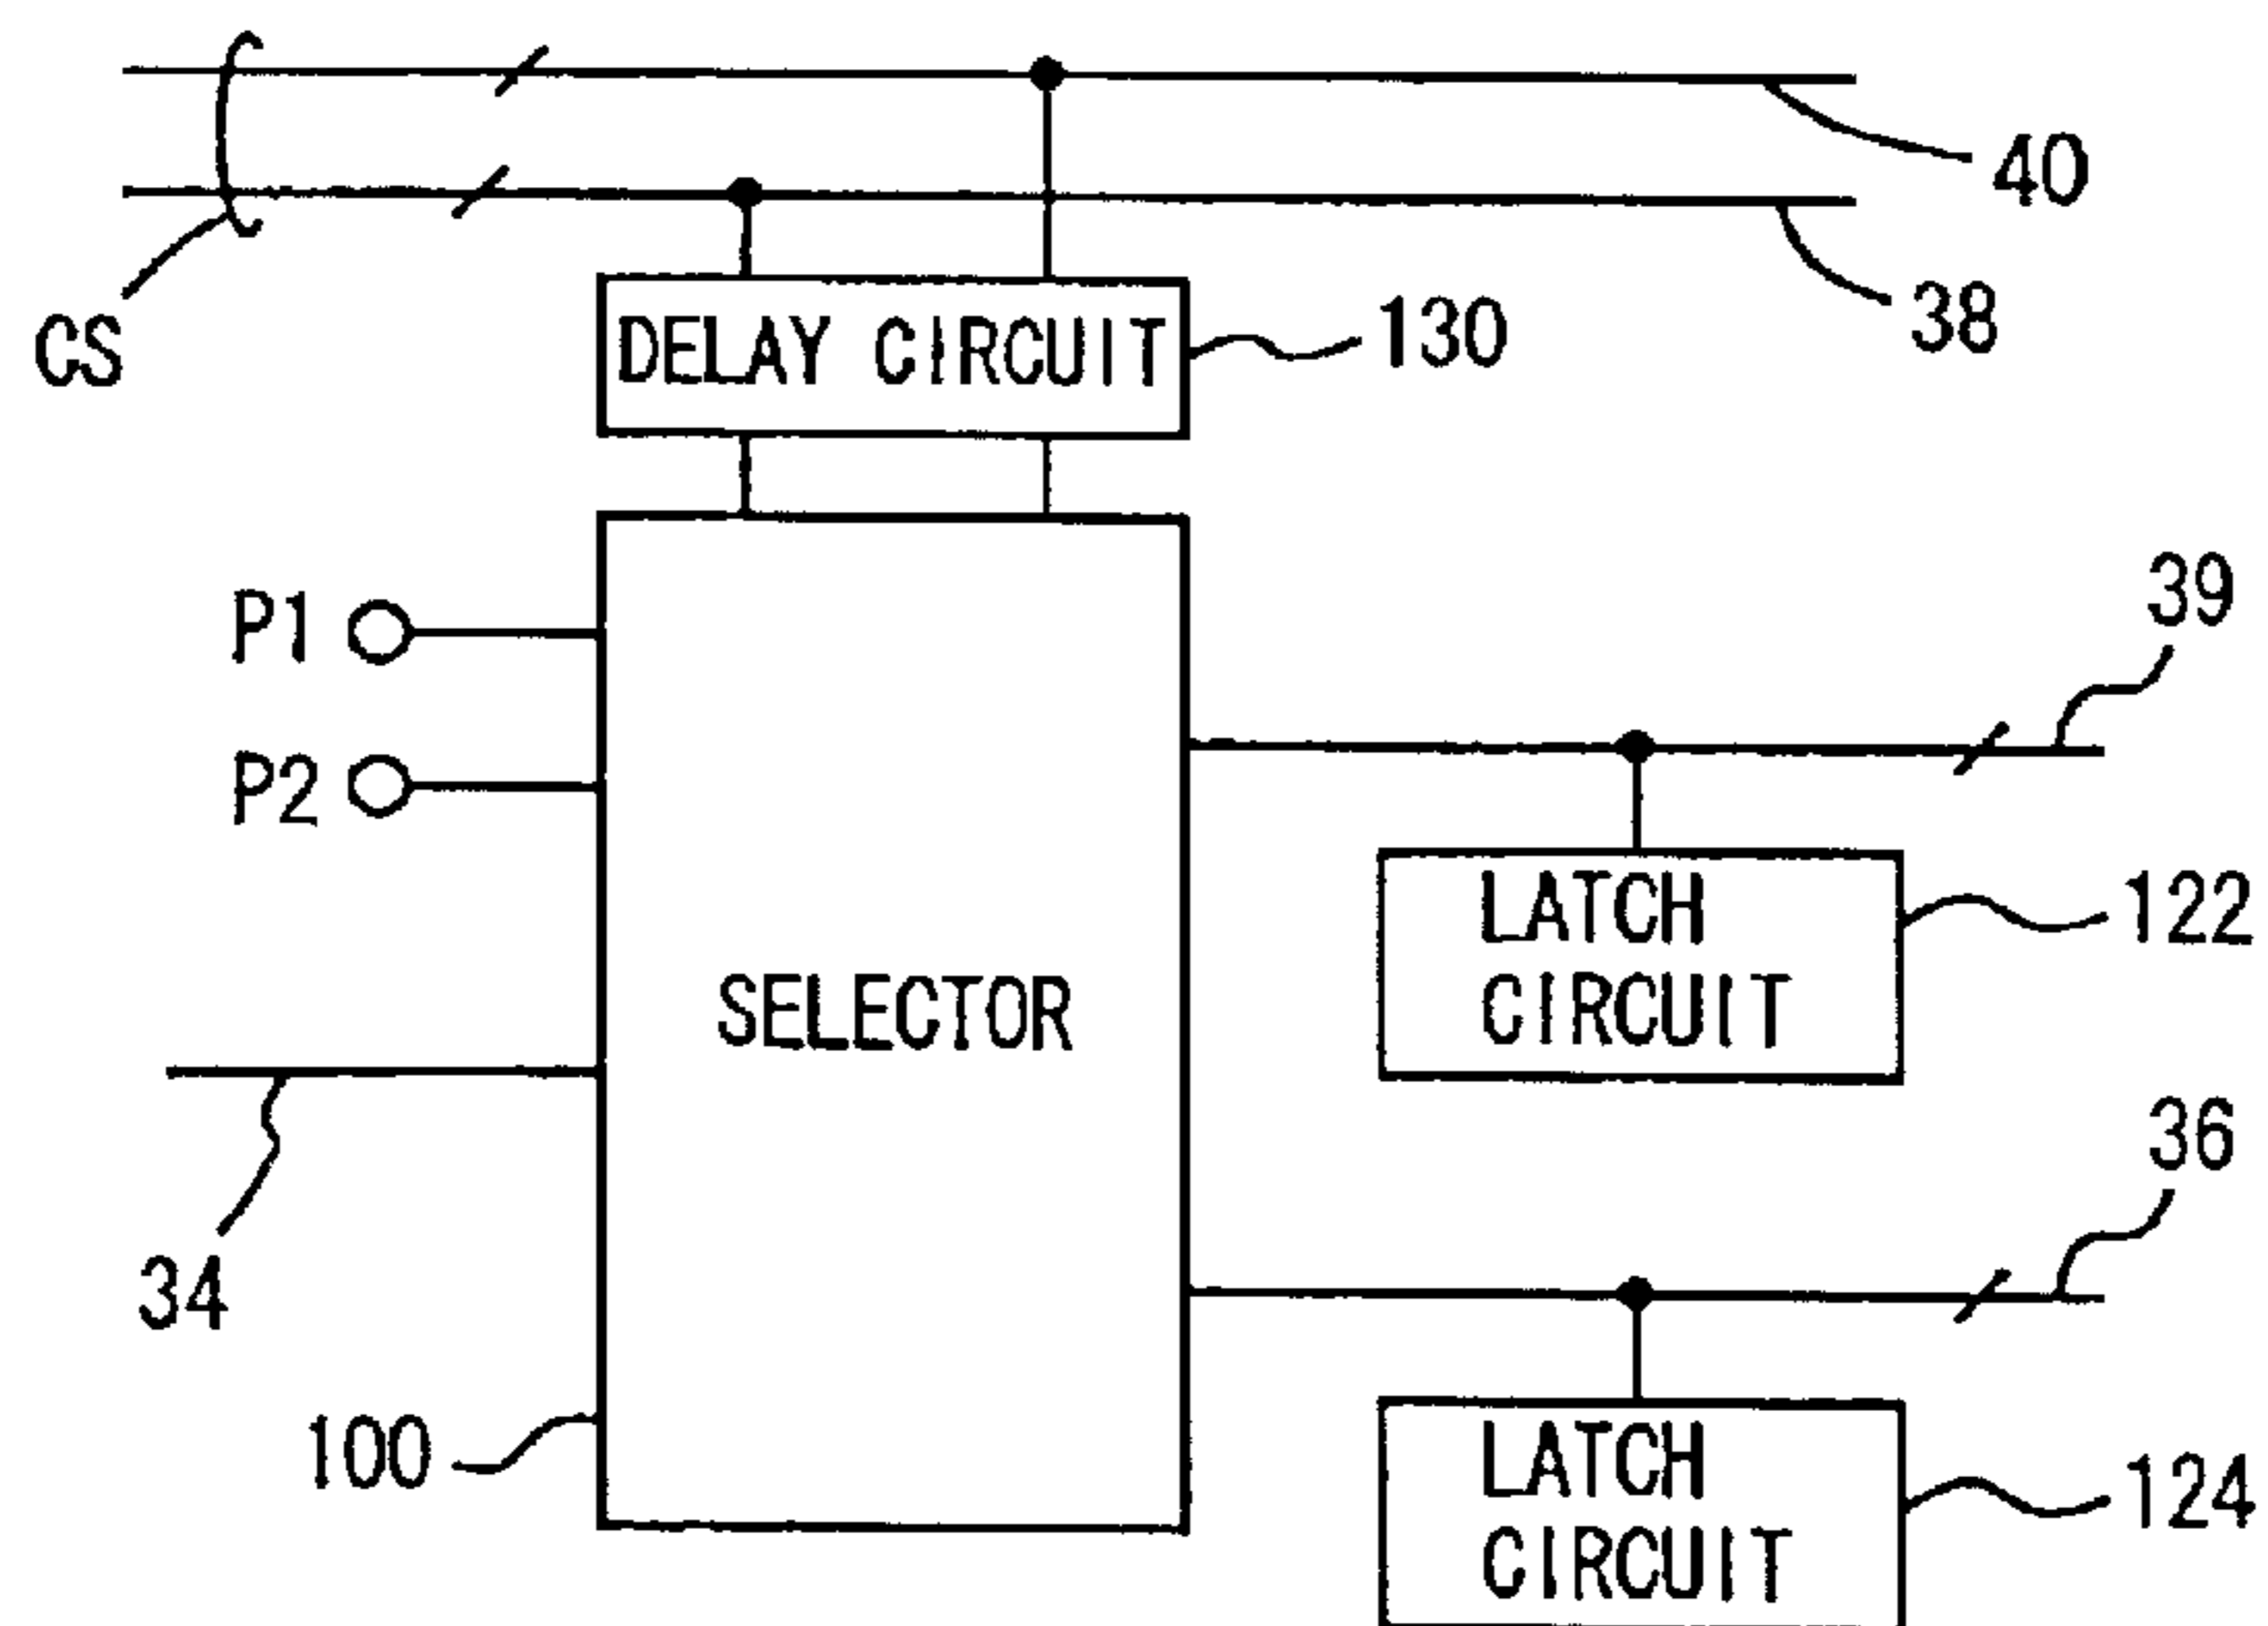 40
38
CS
DELAY CIRCUIT
130
P1
39
P2
LATCH
CIRCUIT
122
SELECTOR
34
36
100
LATCH
CIRCUIT
124